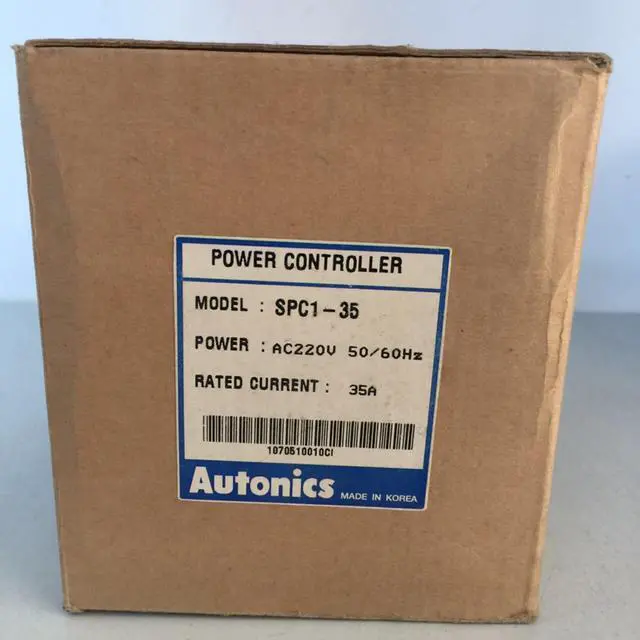 POWER CONTROLLER
MODEL : SPC1-35
POWER : AC220V 50/60Hz
RATED CURRENT : 35A
1070510010CI
Autonics MADE IN KOREA